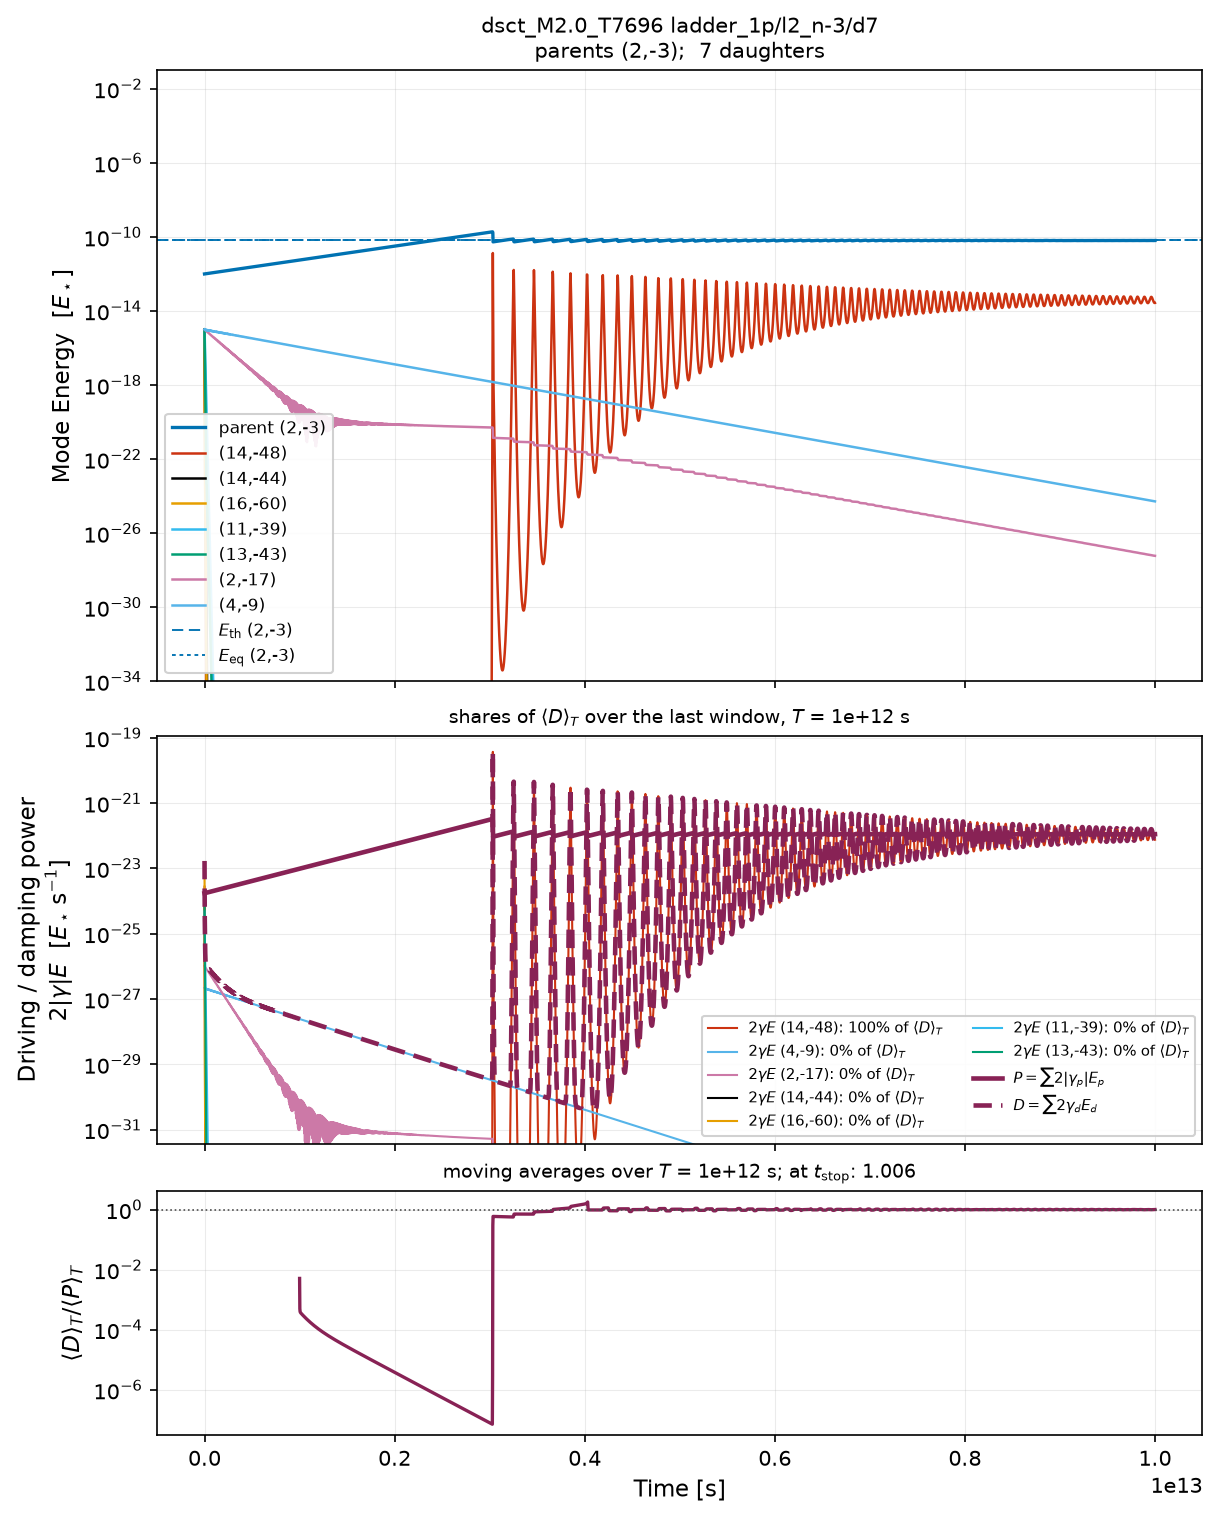 dsct_M2.0_T7696 ladder_1p/l2_n-3/d7
parents (2,-3);  7 daughters
Mode Energy  [E⋆]
10⁻²
10⁻⁶
10⁻¹⁰
10⁻¹⁴
10⁻¹⁸
10⁻²²
10⁻²⁶
10⁻³⁰
10⁻³⁴
parent (2,-3)
(14,-48)
(14,-44)
(16,-60)
(11,-39)
(13,-43)
(2,-17)
(4,-9)
E_th (2,-3)
E_eq (2,-3)
shares of ⟨D⟩_T over the last window, T = 1e+12 s
Driving / damping power
2|γ|E  [E⋆ s⁻¹]
10⁻¹⁹
10⁻²¹
10⁻²³
10⁻²⁵
10⁻²⁷
10⁻²⁹
10⁻³¹
2γE (14,-48): 100% of ⟨D⟩_T
2γE (4,-9): 0% of ⟨D⟩_T
2γE (2,-17): 0% of ⟨D⟩_T
2γE (14,-44): 0% of ⟨D⟩_T
2γE (16,-60): 0% of ⟨D⟩_T
2γE (11,-39): 0% of ⟨D⟩_T
2γE (13,-43): 0% of ⟨D⟩_T
P = ∑2|γ_p|E_p
D = ∑2γ_d E_d
moving averages over T = 1e+12 s; at t_stop: 1.006
⟨D⟩_T/⟨P⟩_T
10⁰
10⁻²
10⁻⁴
10⁻⁶
0.0 0.2 0.4 0.6 0.8 1.0
1e13
Time [s]